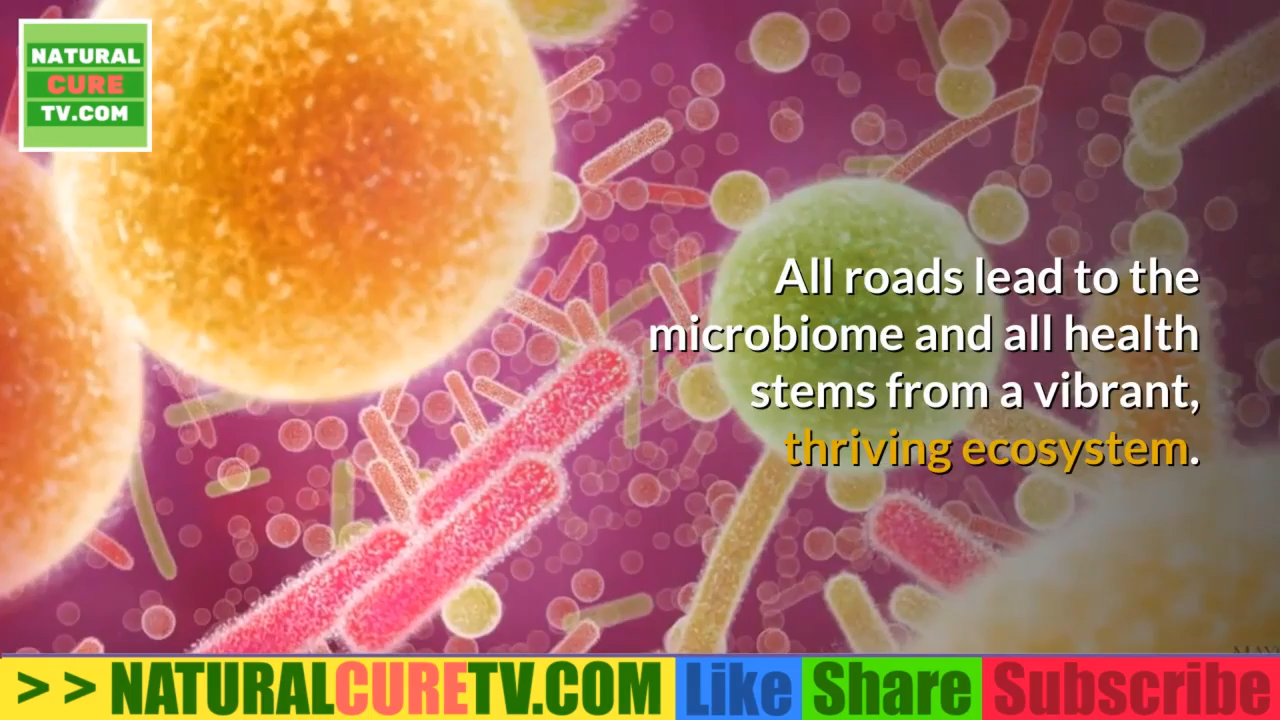 NATURAL
CURE
TV.COM
All roads lead to the
microbiome and all health
stems from a vibrant,
thriving ecosystem.
>> NATURALCURETV.COM Like Share Subscribe